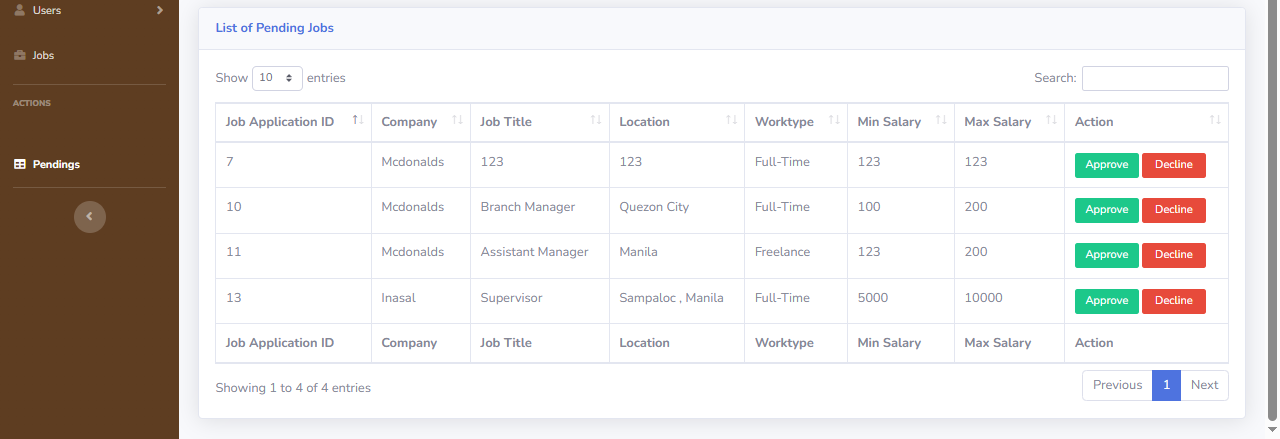 Users
Jobs
ACTIONS
Pendings
List of Pending Jobs
Show 10 entries
Search:
Job Application ID Company Job Title Location Worktype Min Salary Max Salary Action
7 Mcdonalds 123 123 Full-Time 123 123 Approve Decline
10 Mcdonalds Branch Manager Quezon City Full-Time 100 200 Approve Decline
11 Mcdonalds Assistant Manager Manila Freelance 123 200 Approve Decline
13 Inasal Supervisor Sampaloc , Manila Full-Time 5000 10000 Approve Decline
Job Application ID Company Job Title Location Worktype Min Salary Max Salary Action
Showing 1 to 4 of 4 entries
Previous 1 Next